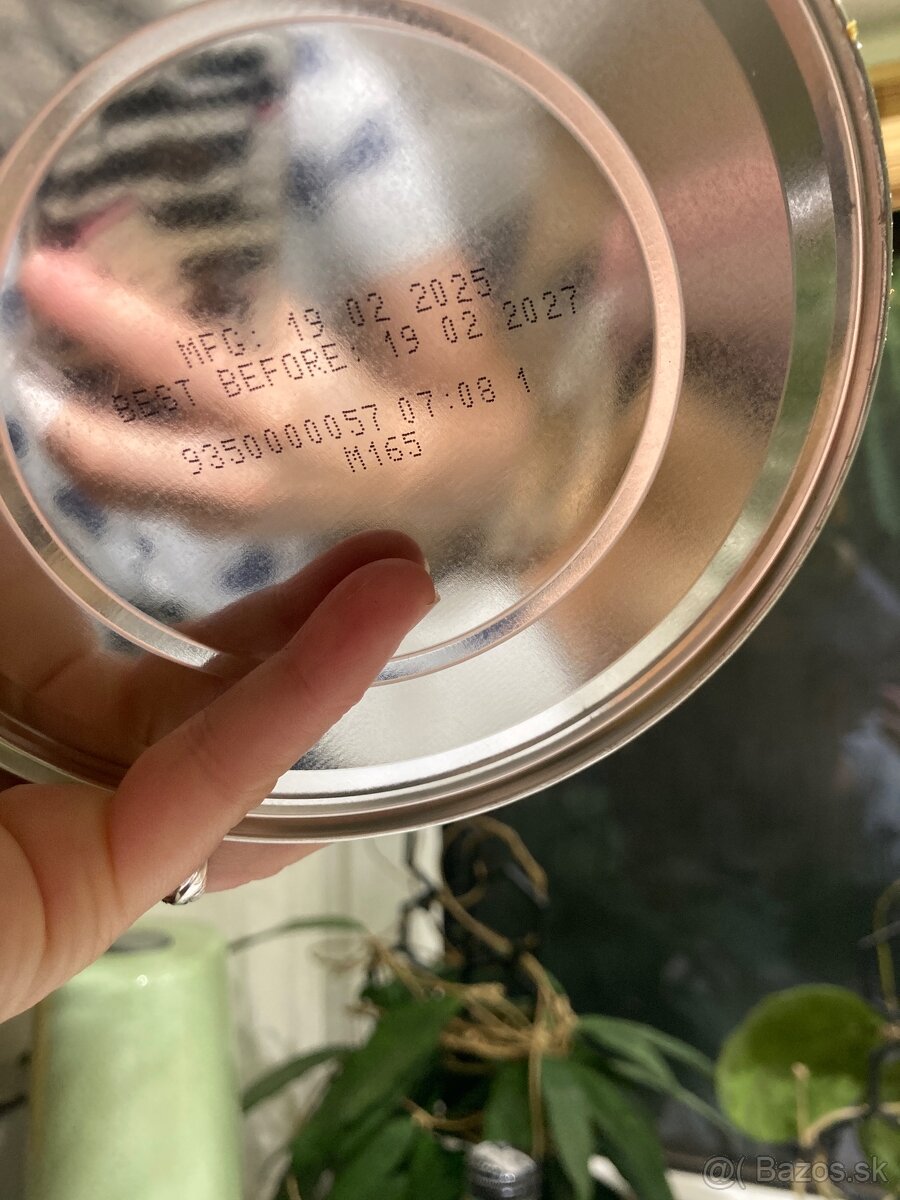 MFG: 19 02 2025
BEST BEFORE: 19 02 2027
9350000057 07:08 1
M165
@( Bazos.sk